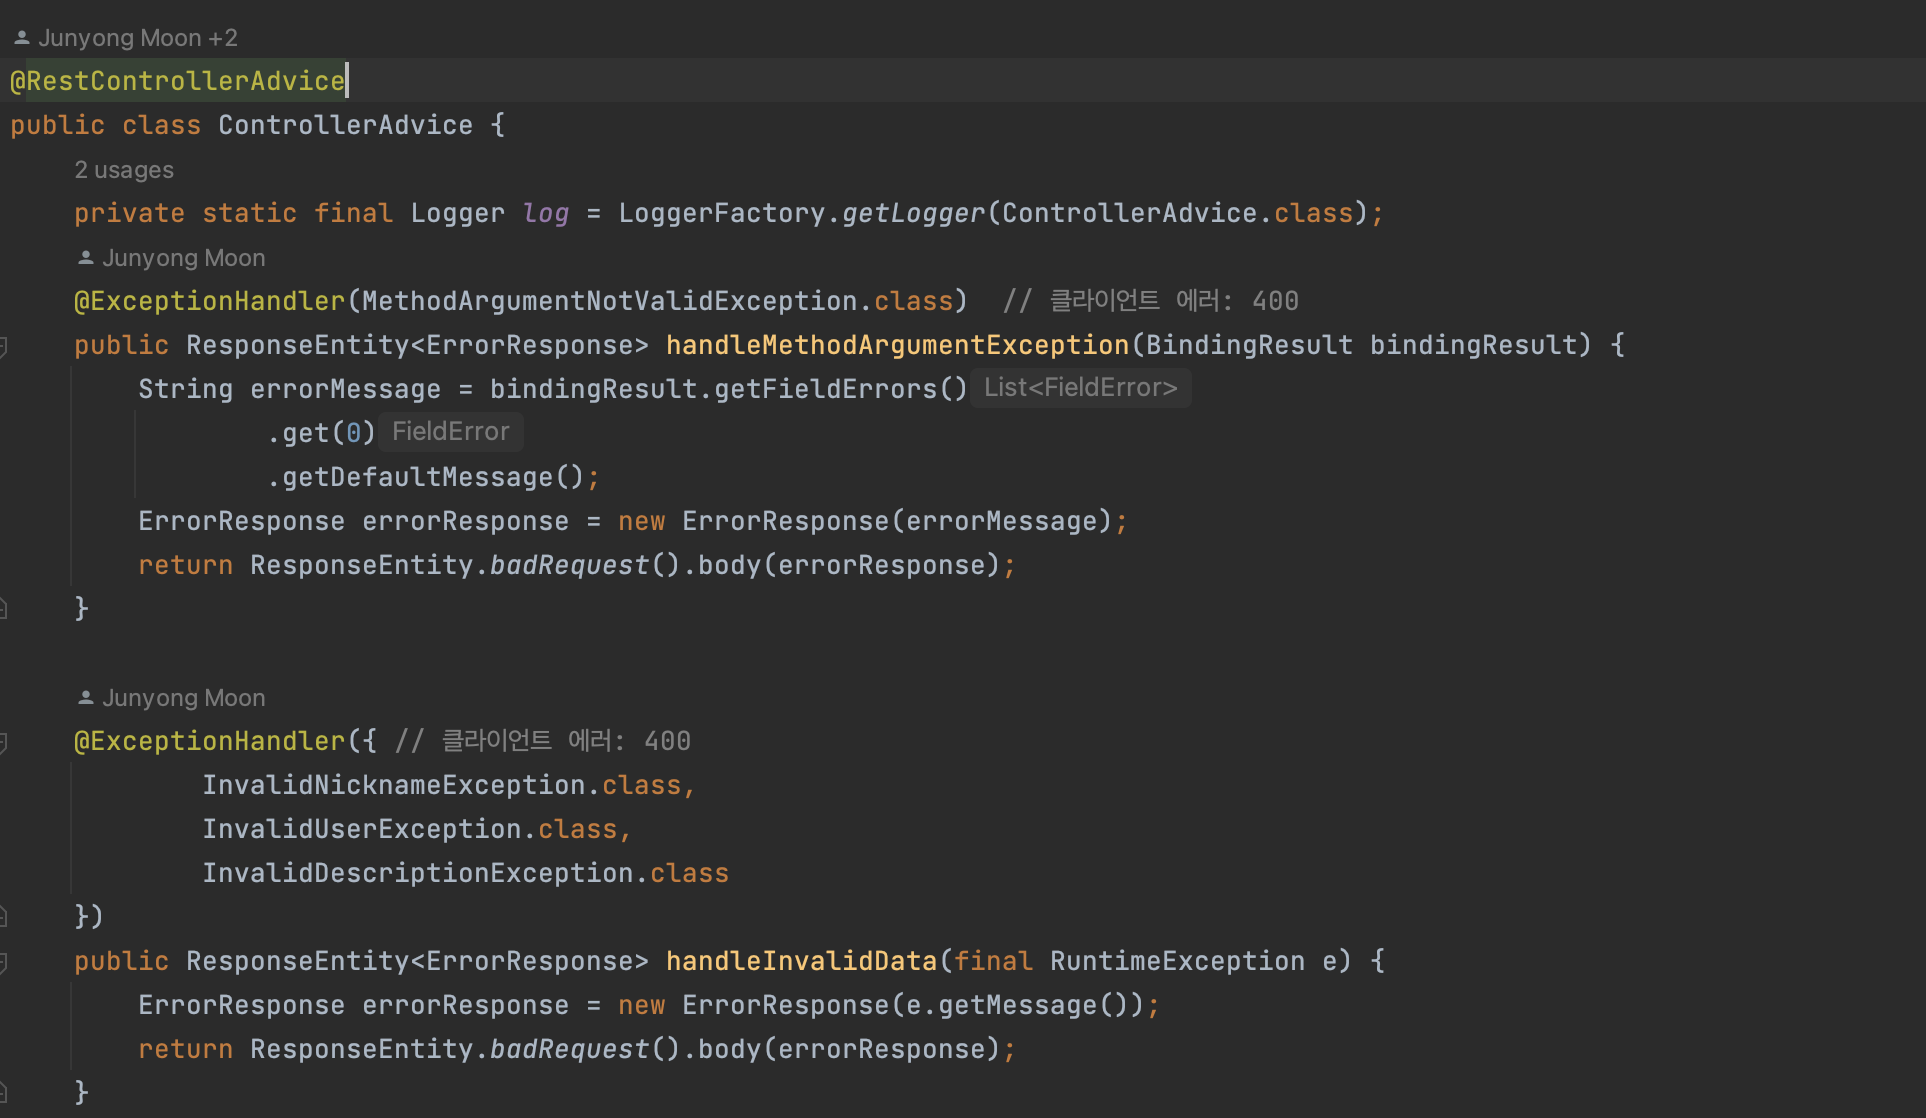 Junyong Moon +2
@RestControllerAdvice
public class ControllerAdvice {
2 usages
private static final Logger log = LoggerFactory.getLogger(ControllerAdvice.class);
Junyong Moon
@ExceptionHandler(MethodArgumentNotValidException.class)  // 클라이언트 에러: 400
public ResponseEntity<ErrorResponse> handleMethodArgumentException(BindingResult bindingResult) {
String errorMessage = bindingResult.getFieldErrors() List<FieldError>
.get(0) FieldError
.getDefaultMessage();
ErrorResponse errorResponse = new ErrorResponse(errorMessage);
return ResponseEntity.badRequest().body(errorResponse);
}
Junyong Moon
@ExceptionHandler({ // 클라이언트 에러: 400
InvalidNicknameException.class,
InvalidUserException.class,
InvalidDescriptionException.class
})
public ResponseEntity<ErrorResponse> handleInvalidData(final RuntimeException e) {
ErrorResponse errorResponse = new ErrorResponse(e.getMessage());
return ResponseEntity.badRequest().body(errorResponse);
}